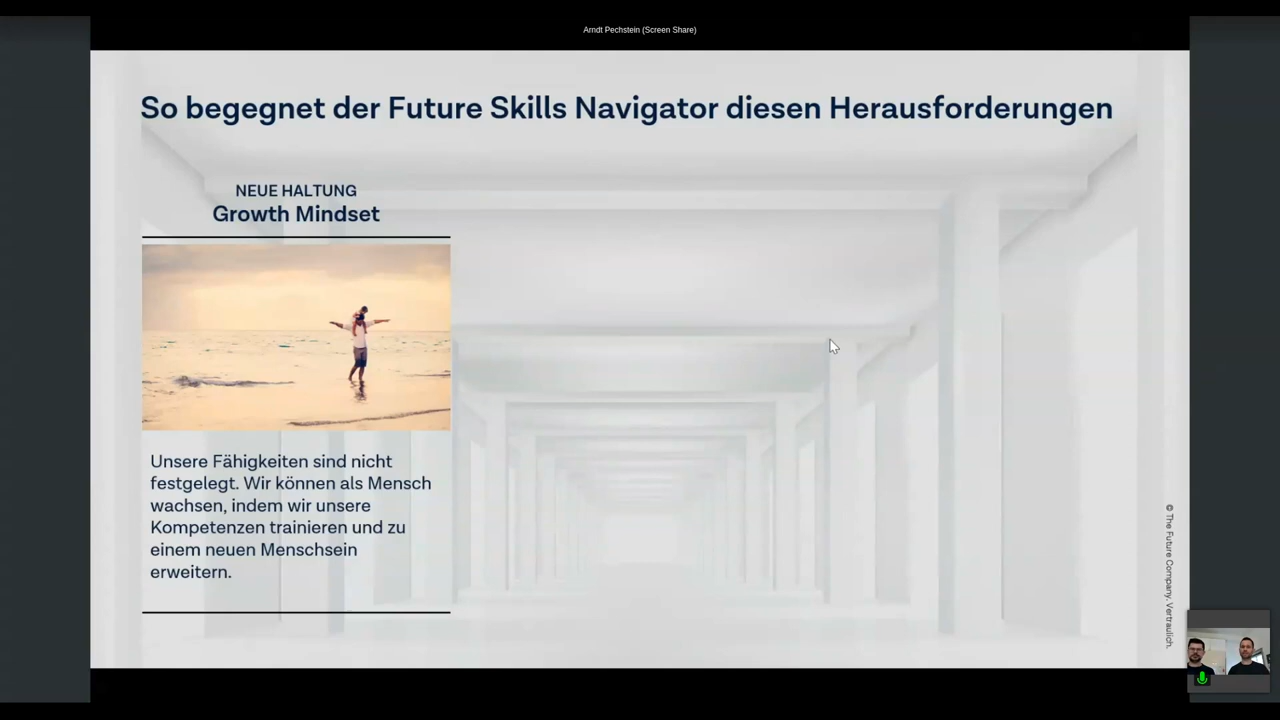 Arndt Pechstein (Screen Share)
So begegnet der Future Skills Navigator diesen Herausforderungen
NEUE HALTUNG
Growth Mindset
Unsere Fähigkeiten sind nicht
festgelegt. Wir können als Mensch
wachsen, indem wir unsere
Kompetenzen trainieren und zu
einem neuen Menschsein
erweitern.
© The Future Company. Vertraulich.